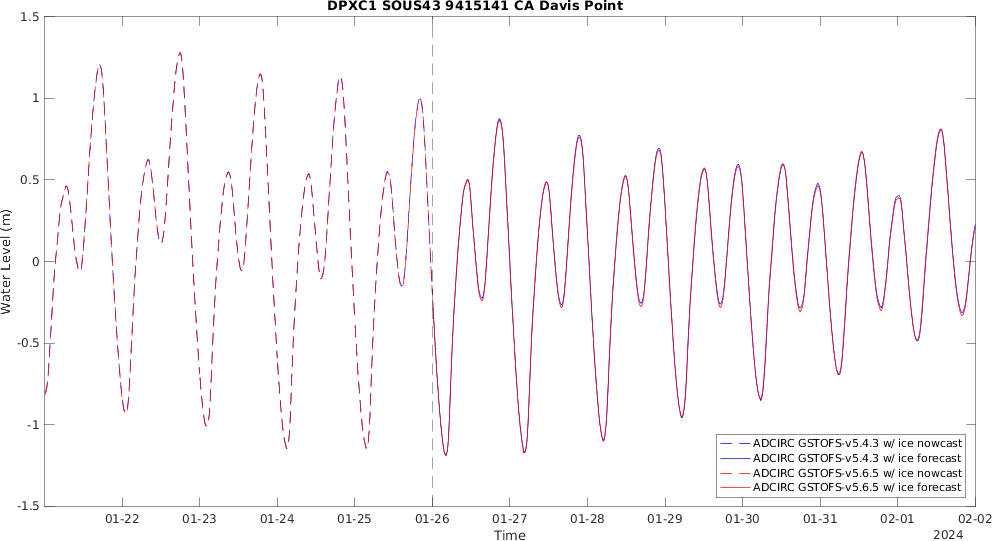 DPXC1 SOUS43 9415141 CA Davis Point
Water Level (m)
1.5
1
0.5
0
-0.5
-1
-1.5
ADCIRC GSTOFS-v5.4.3 w/ ice nowcast
ADCIRC GSTOFS-v5.4.3 w/ ice forecast
ADCIRC GSTOFS-v5.6.5 w/ ice nowcast
ADCIRC GSTOFS-v5.6.5 w/ ice forecast
01-22 01-23 01-24 01-25 01-26 01-27 01-28 01-29 01-30 01-31 02-01 02-02
Time
2024